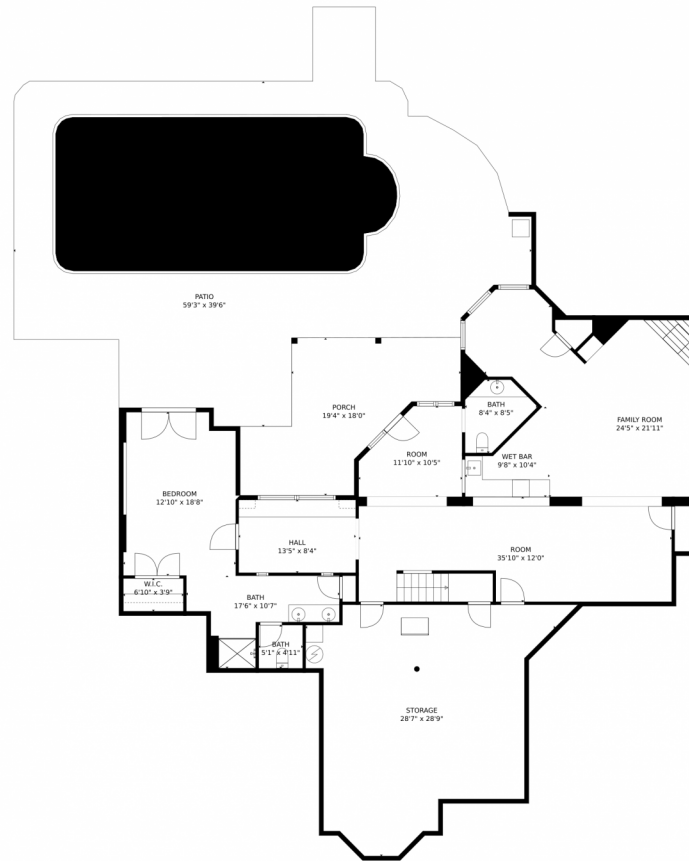 PATIO
59'3" x 39'6"
PORCH
19'4" x 18'0"
BATH
8'4" x 8'5"
FAMILY ROOM
24'5" x 21'11"
ROOM
11'10" x 10'5"
WET BAR
9'8" x 10'4"
BEDROOM
12'10" x 18'8"
HALL
13'5" x 8'4"
ROOM
35'10" x 12'0"
W.I.C.
6'10" x 3'9"
BATH
17'6" x 10'7"
BATH
5'1" x 4'11"
STORAGE
28'7" x 28'9"